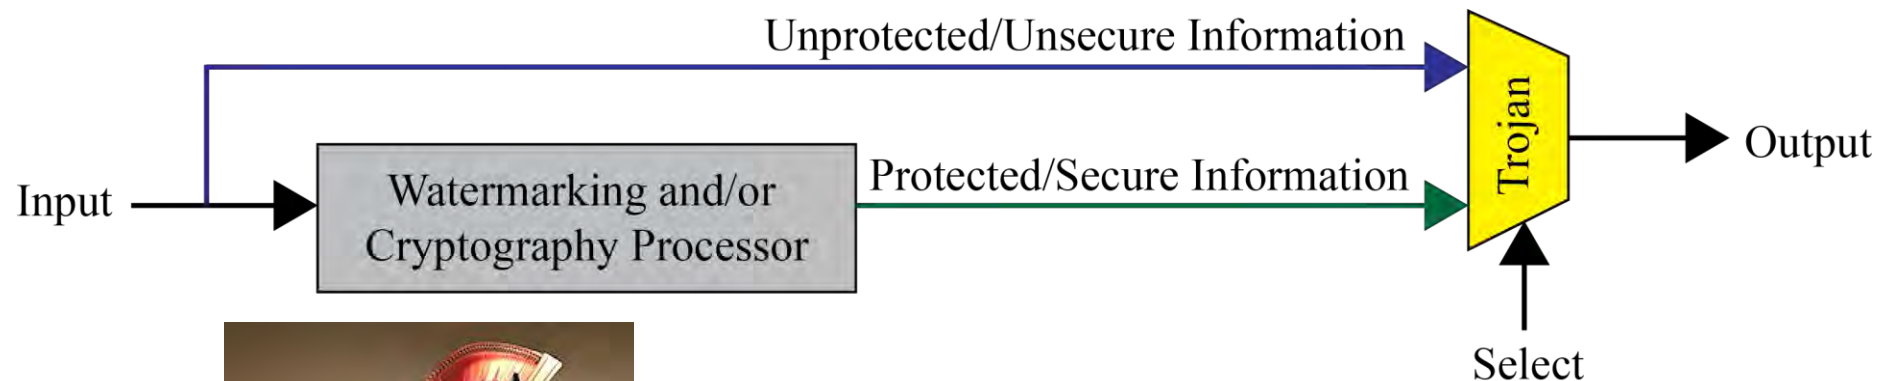 Unprotected/Unsecure Information
Trojan
Output
Input
Watermarking and/or
Cryptography Processor
Protected/Secure Information
Select